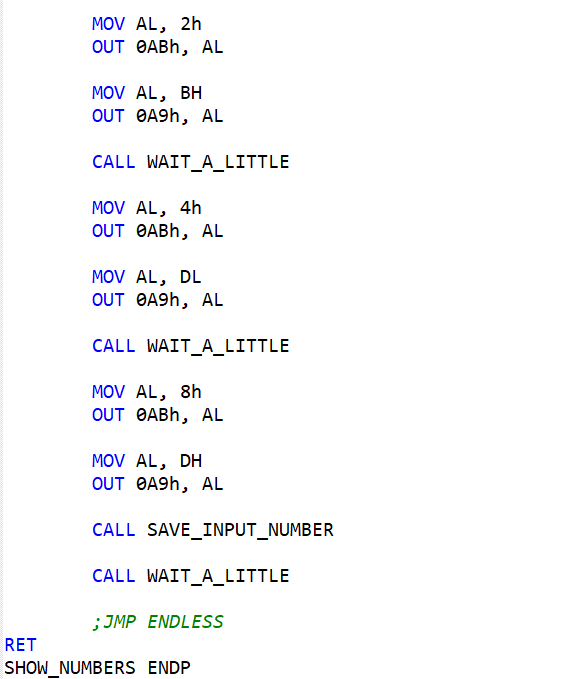 MOV AL, 2h
OUT 0ABh, AL
MOV AL, BH
OUT 0A9h, AL
CALL WAIT_A_LITTLE
MOV AL, 4h
OUT 0ABh, AL
MOV AL, DL
OUT 0A9h, AL
CALL WAIT_A_LITTLE
MOV AL, 8h
OUT 0ABh, AL
MOV AL, DH
OUT 0A9h, AL
CALL SAVE_INPUT_NUMBER
CALL WAIT_A_LITTLE
;JMP ENDLESS
RET
SHOW_NUMBERS ENDP